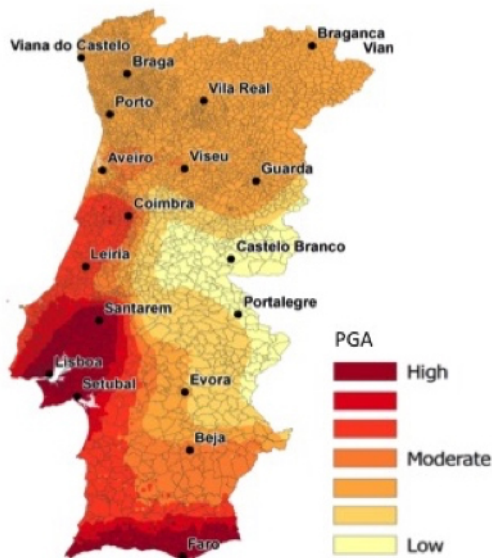 Braganca
Viana do Castelo
Vian
Braga
Vila Real
Porto
Aveiro
Viseu
Guarda
Coimbra
Castelo Branco
Leiria
Santarem
Portalegre
PGA
Lisboa
High
Setubal
Evora
Beja
Moderate
Faro
Low